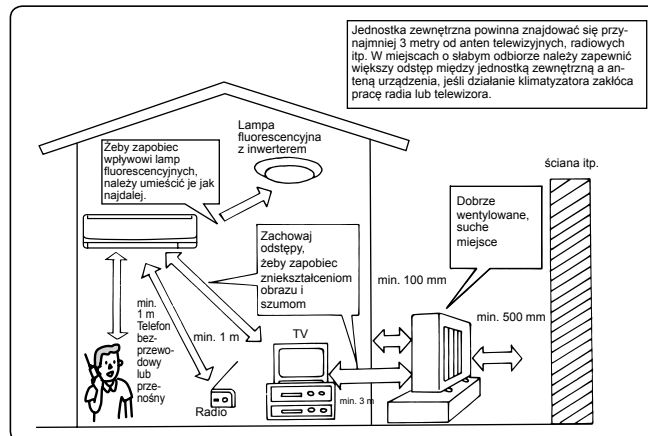 Jednostka zewnętrzna powinna znajdować się przy-
najmniej 3 metry od anten telewizyjnych, radiowych
itp. W miejscach o słabym odbiorze należy zapewnić
większy odstęp między jednostką zewnętrzną a an-
teną urządzenia, jeśli działanie klimatyzatora zakłóca
pracę radia lub telewizora.
Lampa
fluorescencyjna
z inwerterem
Żeby zapobiec
wpływowi lamp
fluorescencyjnych,
należy umieścić je jak
najdalej.
ściana itp.
Dobrze
wentylowane,
suche
miejsce
Zachowaj
odstępy,
żeby zapobiec
zniekształceniom
obrazu i
szumom
min. 100 mm
min. 500 mm
min.
1 m
Telefon
bez-
przewo-
dowy
lub
prze-
nośny
min. 1 m
TV
Radio
min. 3 m